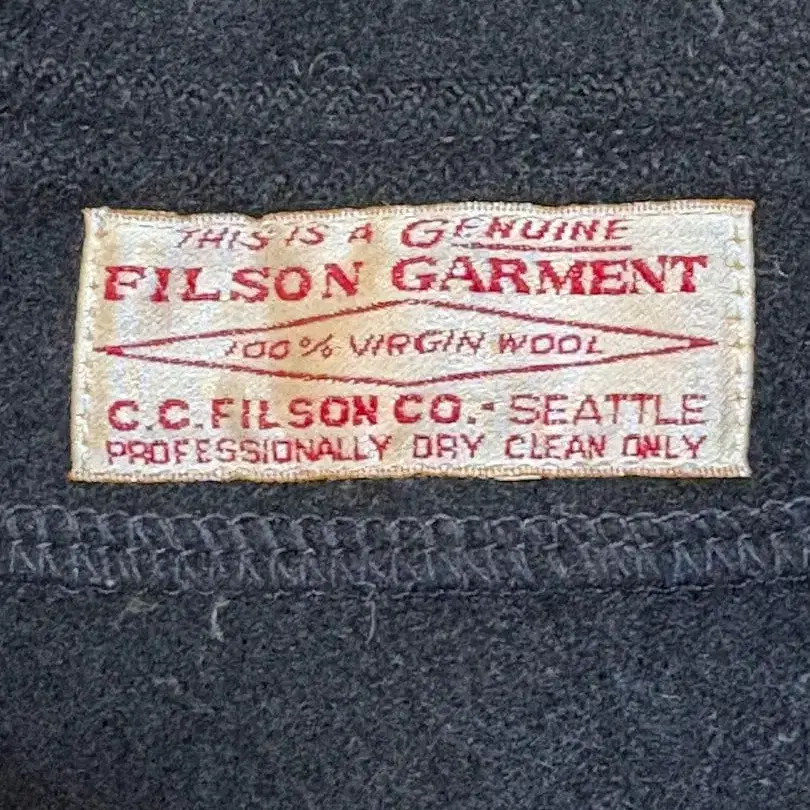 THIS IS A GENUINE
FILSON GARMENT
100% VIRGIN WOOL
C.C. FILSON CO. - SEATTLE
PROFESSIONALLY DRY CLEAN ONLY